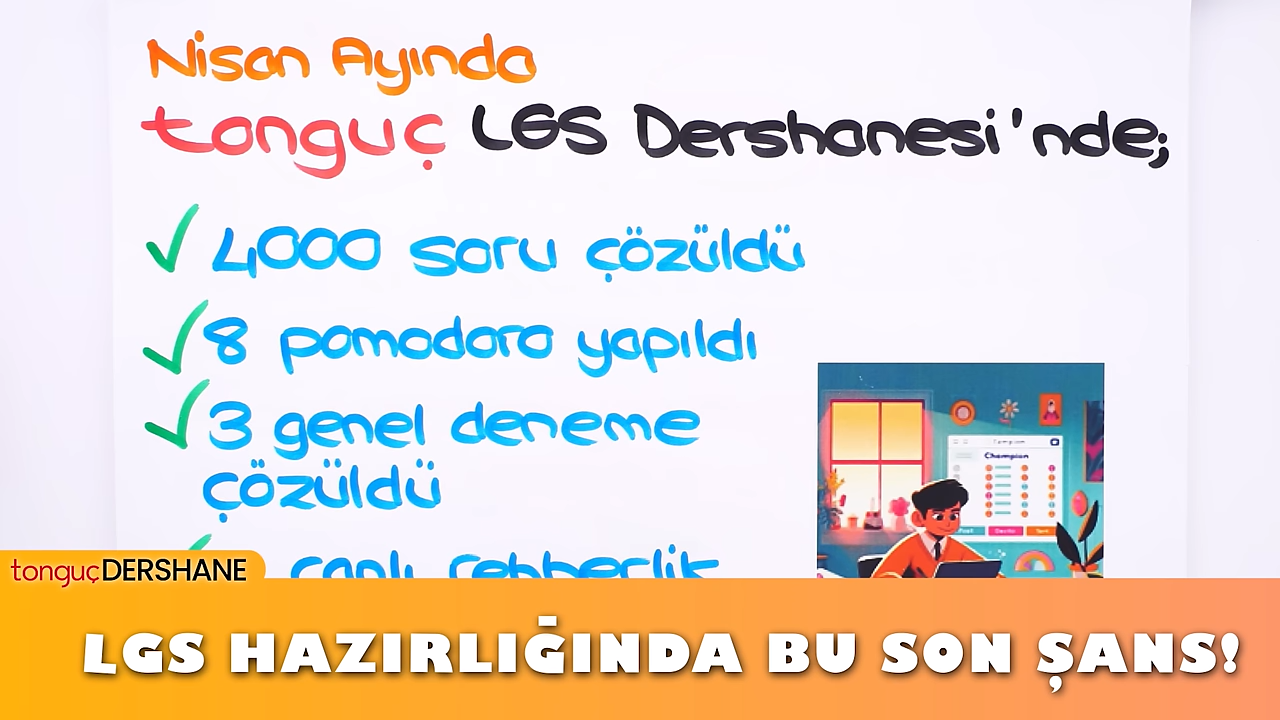 Nisan Ayında
tonguç LGS Dershanesi'nde;
4000 soru çözüldü
8 pomodoro yapıldı
3 genel deneme
çözüldü
canlı rehberlik
Champion
tonguçDERSHANE
LGS HAZIRLIĞINDA BU SON ŞANS!